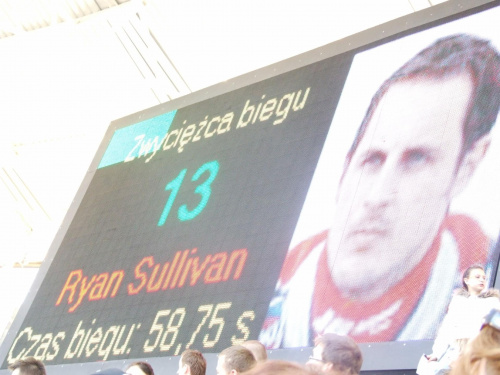 Zwycięzca biegu
13
Ryan Sullivan
Czas biegu: 58,75 s